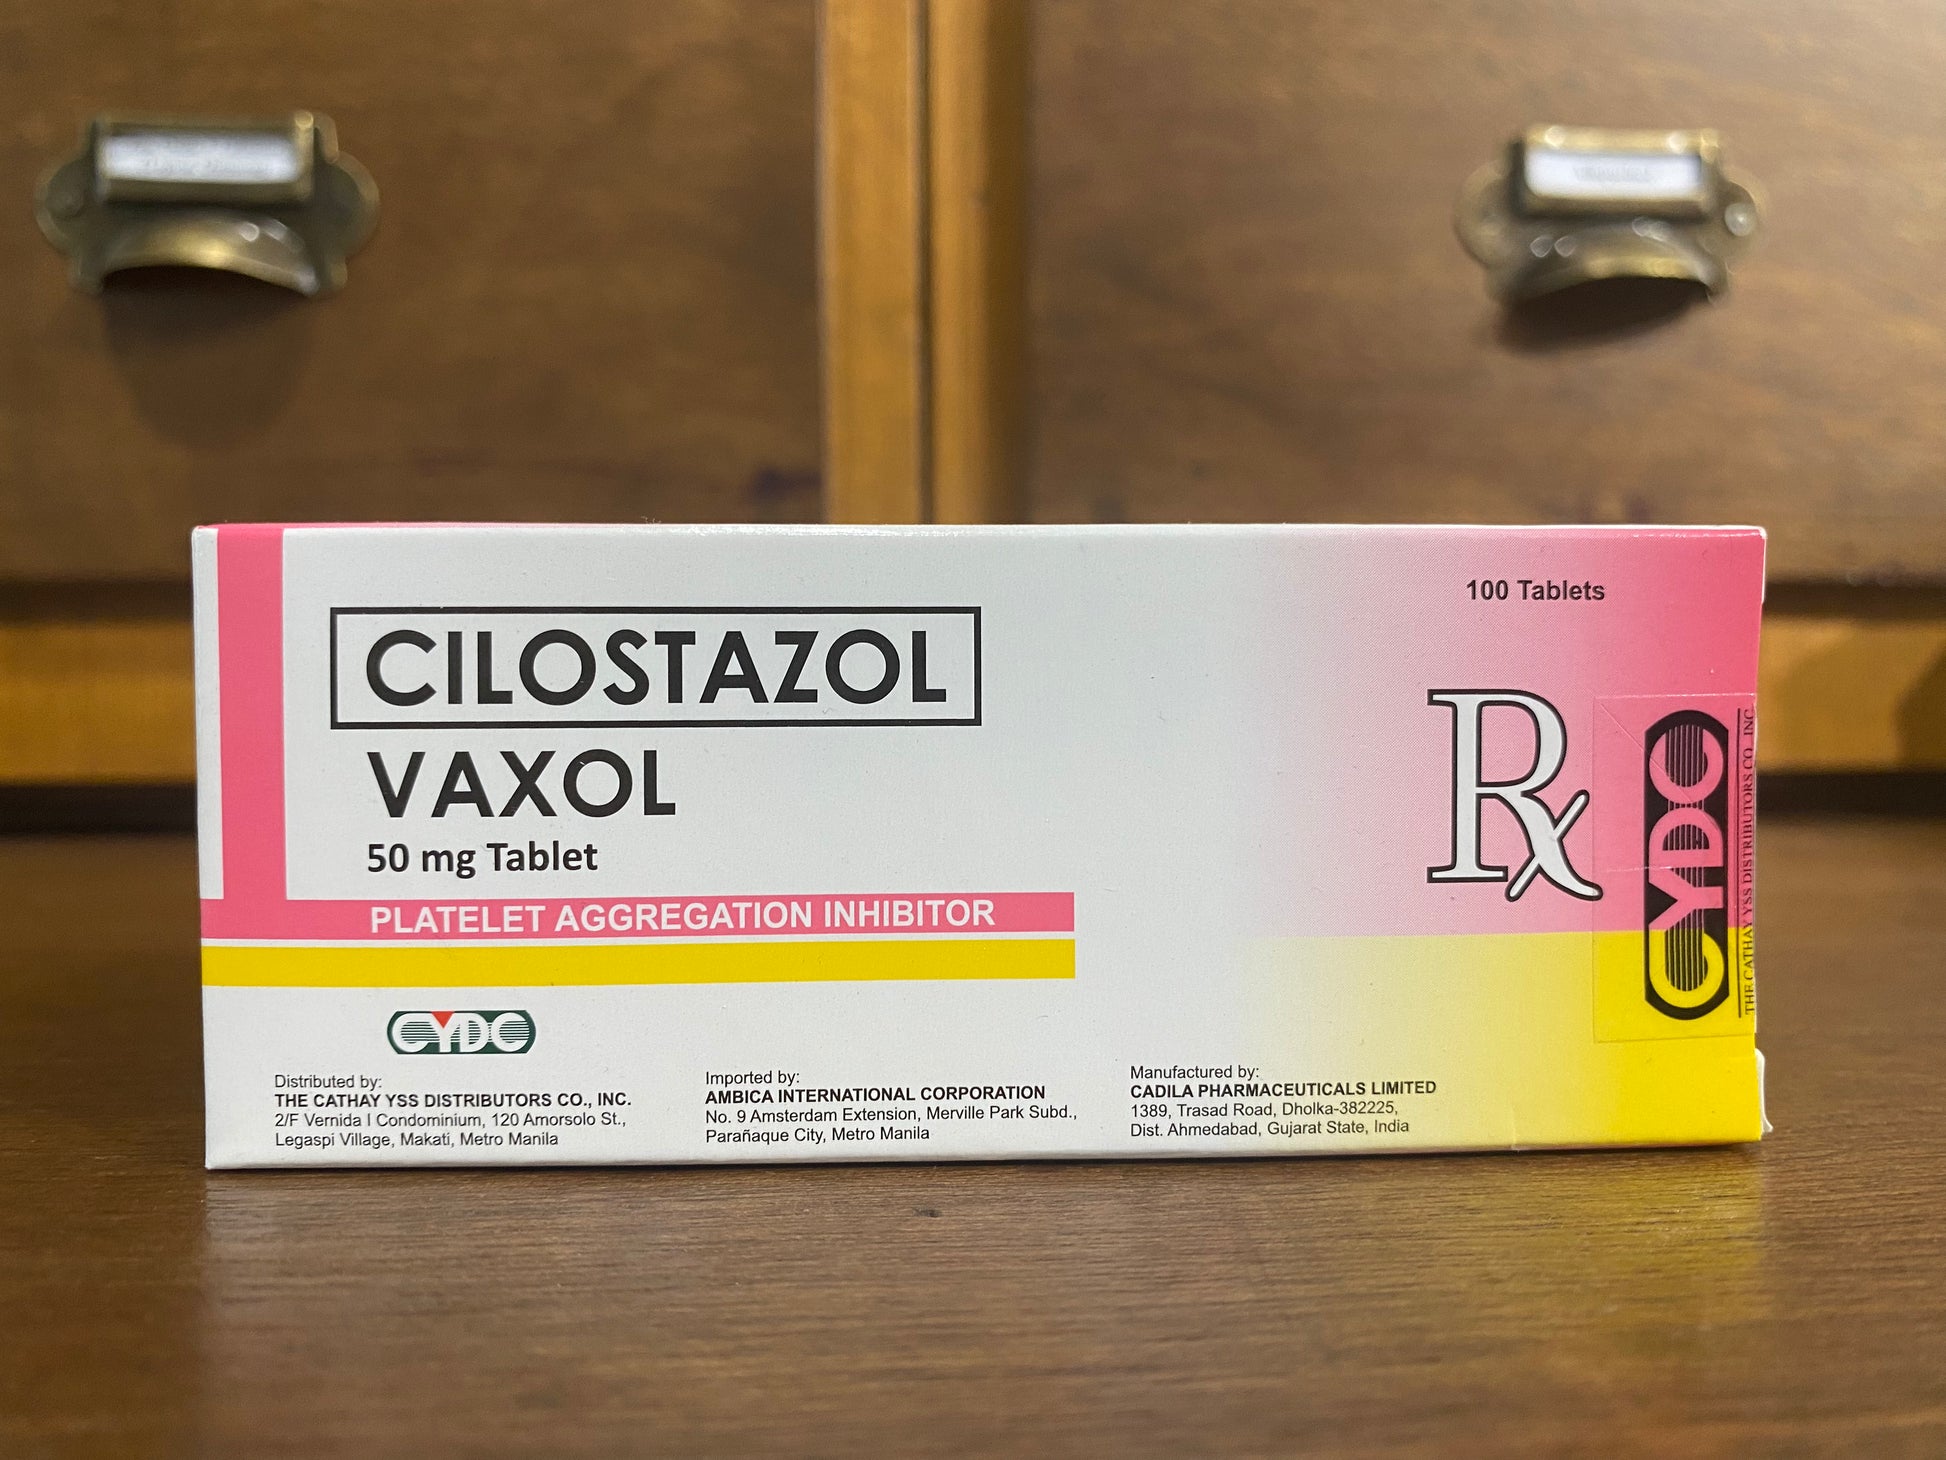 100 Tablets
CILOSTAZOL
VAXOL
50 mg Tablet
PLATELET AGGREGATION INHIBITOR
Rx
CYDC
THE CATHAY YSS DISTRIBUTORS CO., INC.
CYDC
Distributed by:
THE CATHAY YSS DISTRIBUTORS CO., INC.
2/F Vernida I Condominium, 120 Amorsolo St.,
Legaspi Village, Makati, Metro Manila
Imported by:
AMBICA INTERNATIONAL CORPORATION
No. 9 Amsterdam Extension, Merville Park Subd.,
Parañaque City, Metro Manila
Manufactured by:
CADILA PHARMACEUTICALS LIMITED
1389, Trasad Road, Dholka-382225,
Dist. Ahmedabad, Gujarat State, India